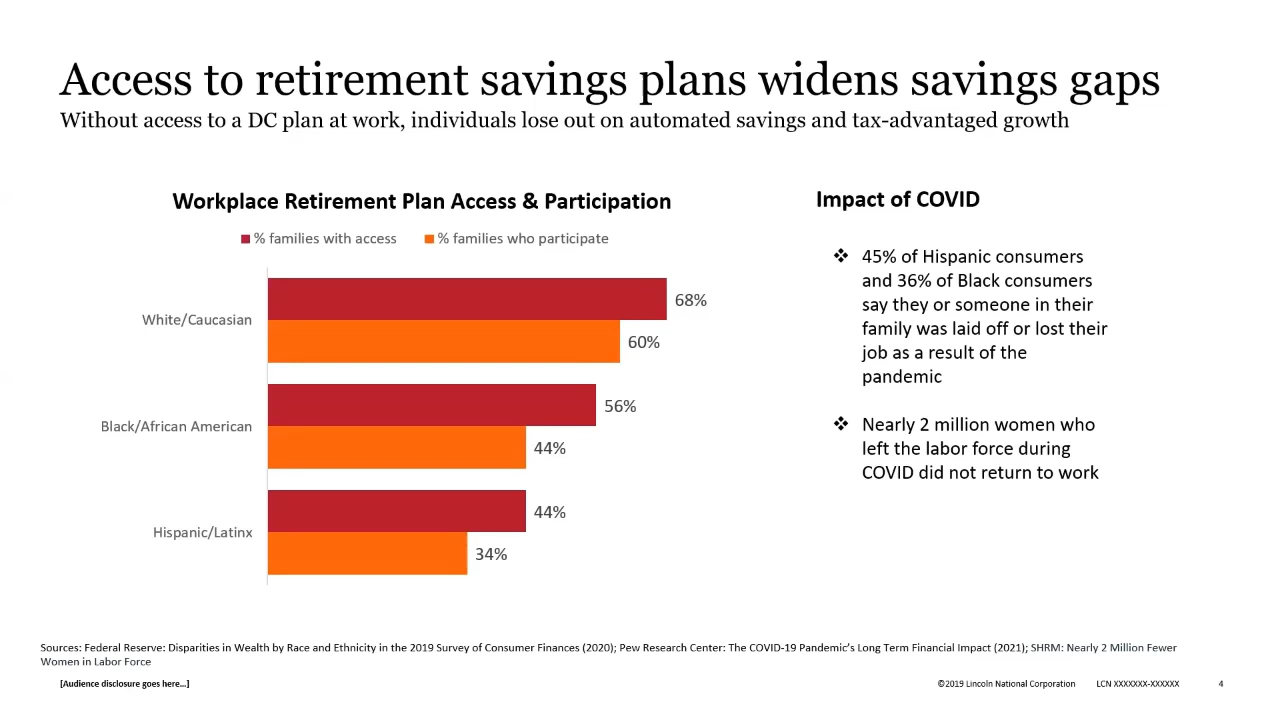 Access to retirement savings plans widens savings gaps
Without access to a DC plan at work, individuals lose out on automated savings and tax-advantaged growth
Workplace Retirement Plan Access & Participation
% families with access % families who participate
White/Caucasian
68%
60%
Black/African American
56%
44%
Hispanic/Latinx
44%
34%
Impact of COVID
❖ 45% of Hispanic consumers
and 36% of Black consumers
say they or someone in their
family was laid off or lost their
job as a result of the
pandemic
❖ Nearly 2 million women who
left the labor force during
COVID did not return to work
Sources: Federal Reserve: Disparities in Wealth by Race and Ethnicity in the 2019 Survey of Consumer Finances (2020); Pew Research Center: The COVID-19 Pandemic's Long Term Financial Impact (2021); SHRM: Nearly 2 Million Fewer
Women in Labor Force
[Audience disclosure goes here...] ©2019 Lincoln National Corporation LCN XXXXXXX-XXXXXX 4